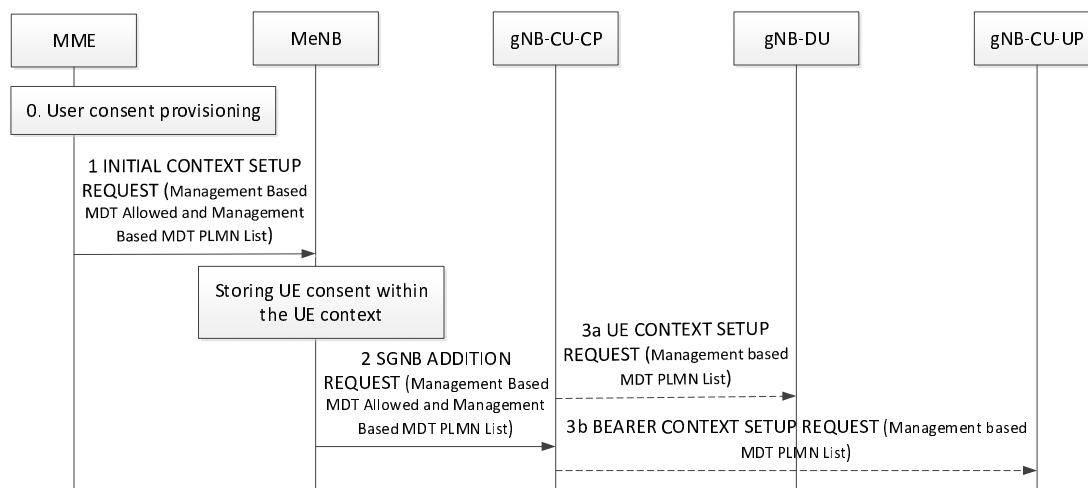 MME
MeNB
gNB-CU-CP
gNB-DU
gNB-CU-UP
0. User consent provisioning
1 INITIAL CONTEXT SETUP
REQUEST (Management Based
MDT Allowed and Management
Based MDT PLMN List)
Storing UE consent within
the UE context
2 SGNB ADDITION
REQUEST (Management Based
MDT Allowed and Management
Based MDT PLMN List)
3a UE CONTEXT SETUP
REQUEST (Management based
MDT PLMN List)
3b BEARER CONTEXT SETUP REQUEST (Management based
MDT PLMN List)